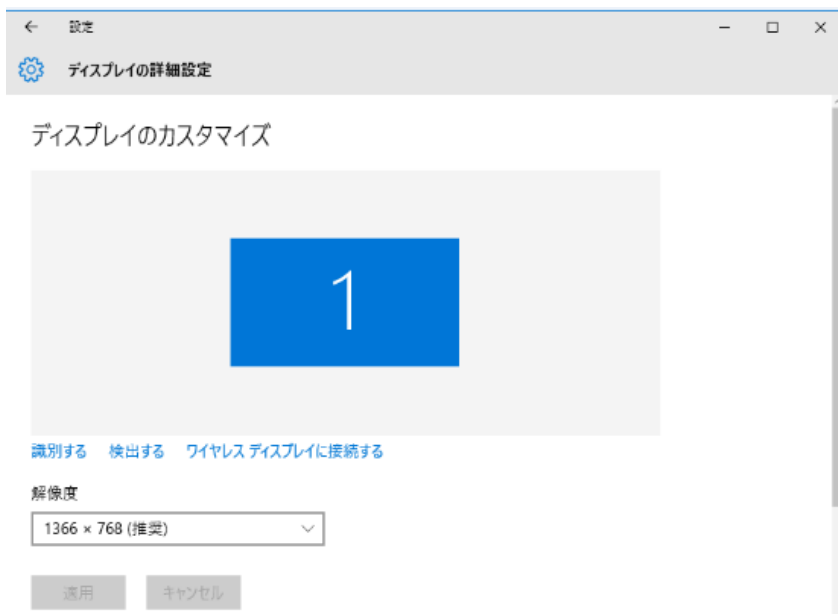 設定
ディスプレイの詳細設定
ディスプレイのカスタマイズ
1
識別する 検出する ワイヤレス ディスプレイに接続する
解像度
1366 × 768 (推奨)
適用 キャンセル